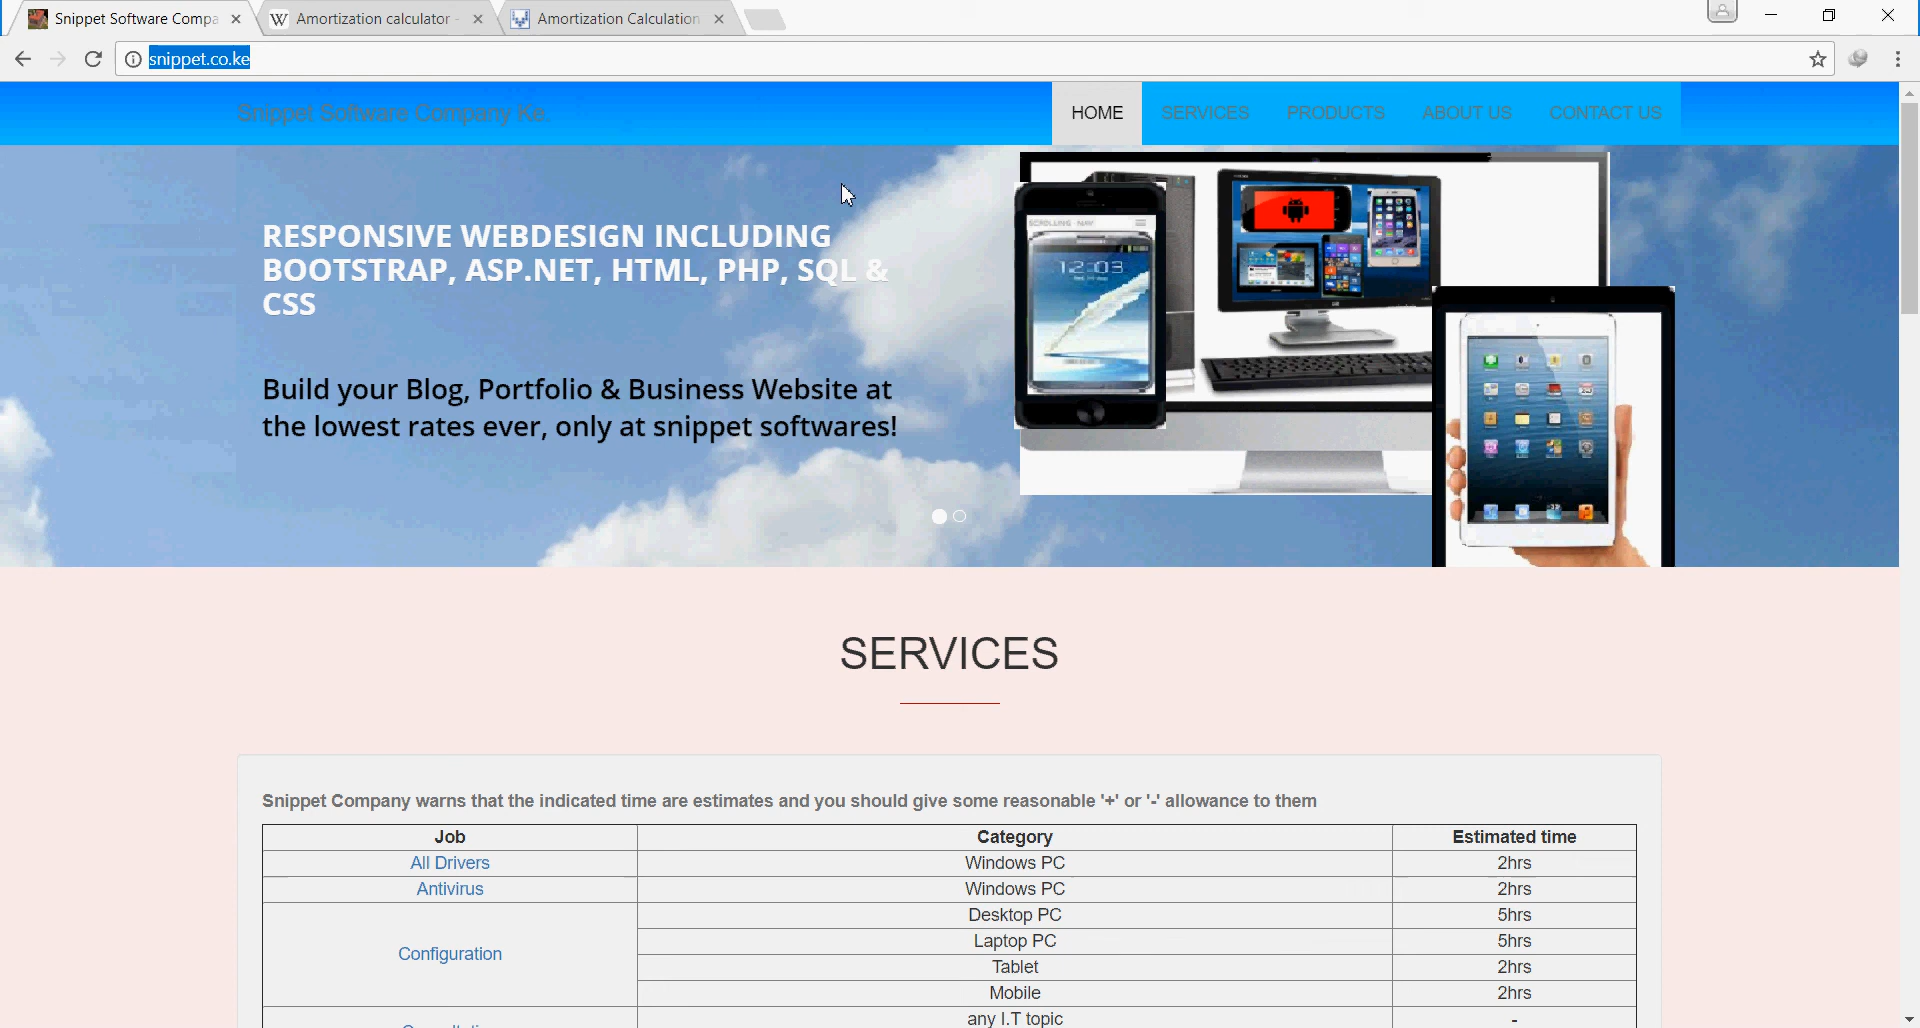 Snippet Software Compa
Amortization calculator -
Amortization Calculation
snippet.co.ke
Snippet Software Company Ke.
HOME
SERVICES
PRODUCTS
ABOUT US
CONTACT US
RESPONSIVE WEBDESIGN INCLUDING
BOOTSTRAP, ASP.NET, HTML, PHP, SQL &
CSS
Build your Blog, Portfolio & Business Website at
the lowest rates ever, only at snippet softwares!
SCROLLING NAV
12:03
SERVICES
Snippet Company warns that the indicated time are estimates and you should give some reasonable '+' or '-' allowance to them
Job Category Estimated time
All Drivers Windows PC 2hrs
Antivirus Windows PC 2hrs
Desktop PC 5hrs
Laptop PC 5hrs
Configuration
Tablet 2hrs
Mobile 2hrs
any I.T topic -